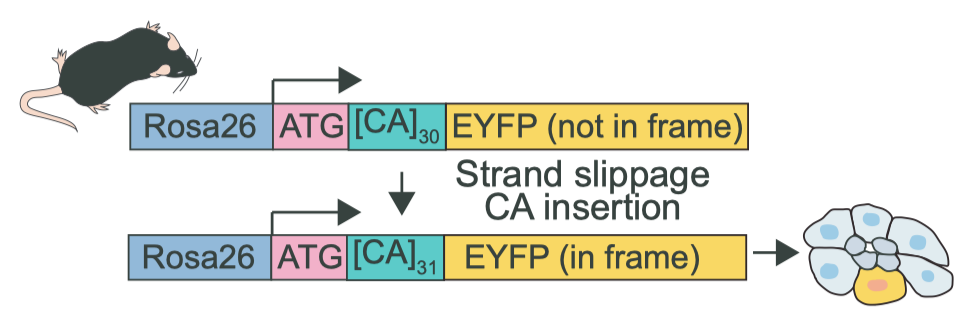 Rosa26 ATG [CA]30 EYFP (not in frame)
Strand slippage
CA insertion
Rosa26 ATG [CA]31 EYFP (in frame)